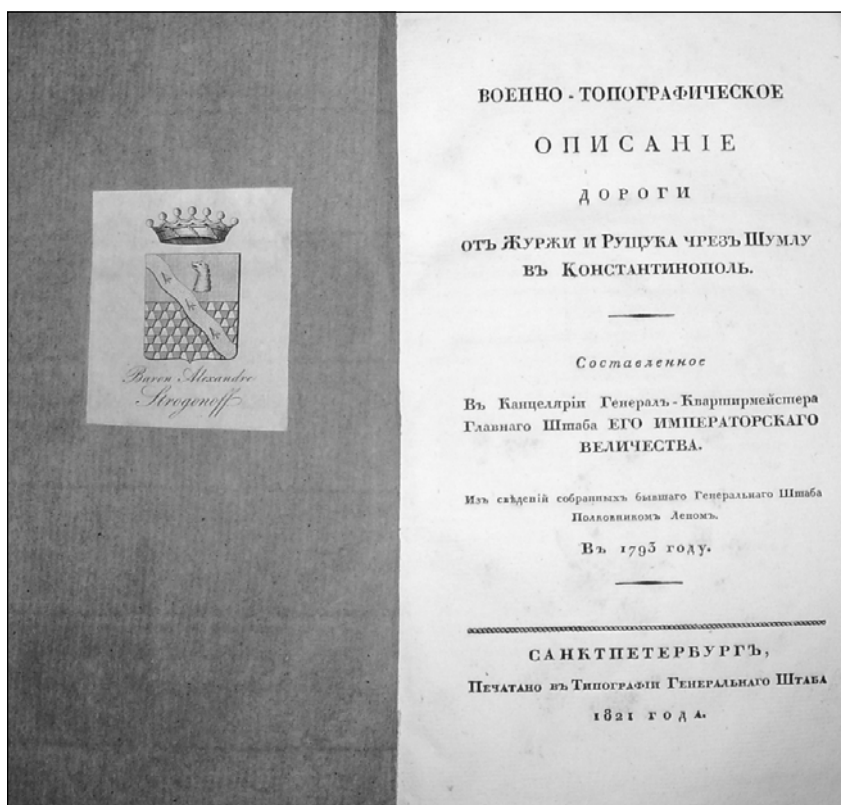 Baron Alexandre
Strogonoff
ВОЕННО - ТОПОГРАФИЧЕСКОЕ
ОПИСАНІЕ
ДОРОГИ
ОТЪ ЖУРЖИ И РУЩУКА ЧРЕЗЪ ШУМЛУ
ВЪ КОНСТАНТИНОПОЛЬ.
Составленное
Въ Канцеляріи Генералъ-Квартирмейстера
Главнаго Штаба ЕГО ИМПЕРАТОРСКАГО
ВЕЛИЧЕСТВА.
Изъ свѣденій собранныхъ бывшаго Генеральнаго Штаба
Полковникомъ Леномъ.
Въ 1793 году.
САНКТПЕТЕРБУРГЪ,
ПЕЧАТАНО ВЪ ТИПОГРАФІИ ГЕНЕРАЛЬНАГО ШТАБА
1821 ГОДА.